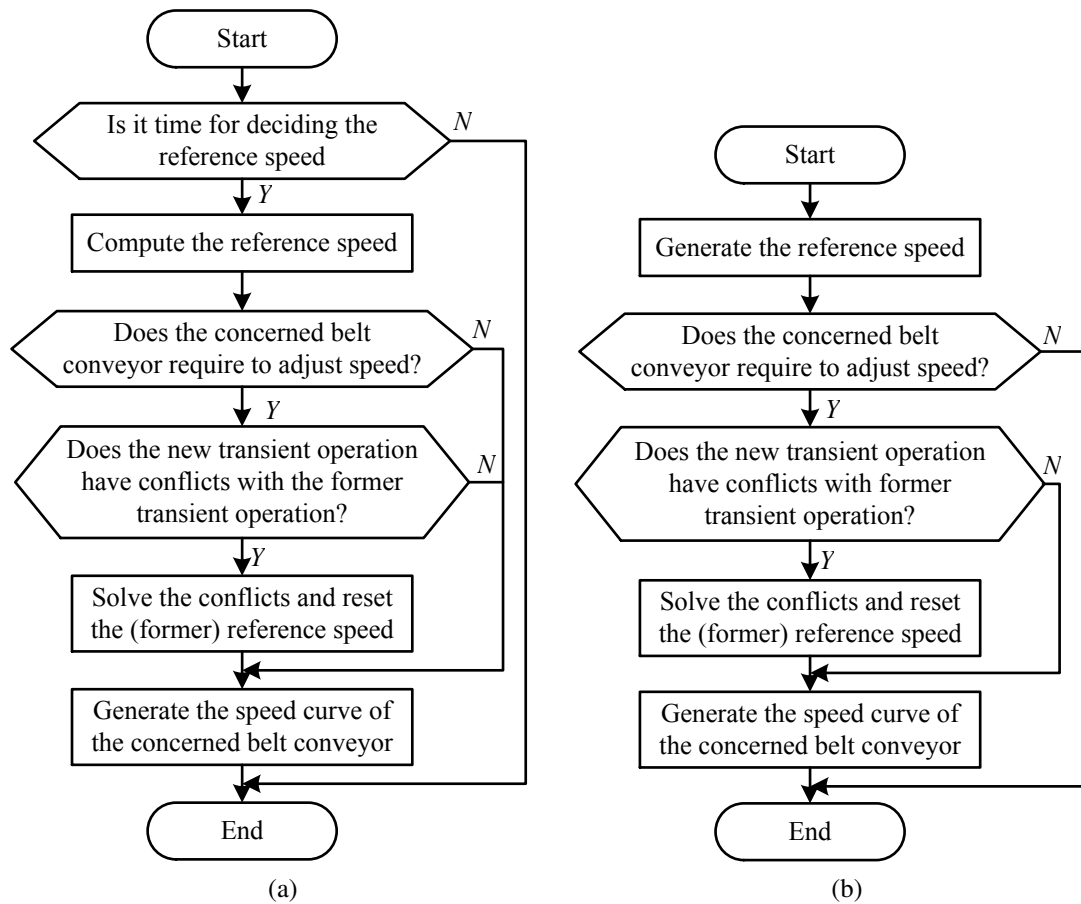 Start
Is it time for deciding the
reference speed
N
Y
Compute the reference speed
Does the concerned belt
conveyor require to adjust speed?
N
Y
Does the new transient operation
have conflicts with the former
transient operation?
N
Y
Solve the conflicts and reset
the (former) reference speed
Generate the speed curve of
the concerned belt conveyor
End
(a)
Start
Generate the reference speed
Does the concerned belt
conveyor require to adjust speed?
N
Y
Does the new transient operation
have conflicts with former
transient operation?
N
Y
Solve the conflicts and reset
the (former) reference speed
Generate the speed curve of
the concerned belt conveyor
End
(b)